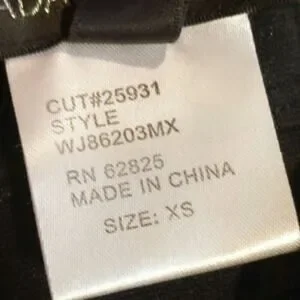 CUT#25931
STYLE
WJ86203MX
RN 62825
MADE IN CHINA
SIZE: XS